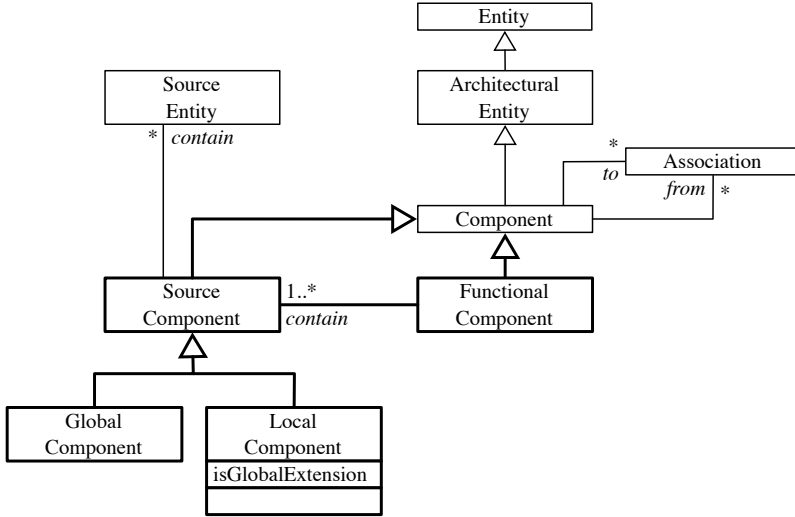 Entity
Source
Entity
Architectural
Entity
* contain
*
to
Association
from *
Component
Source
Component
1..*
contain
Functional
Component
Global
Component
Local
Component
isGlobalExtension